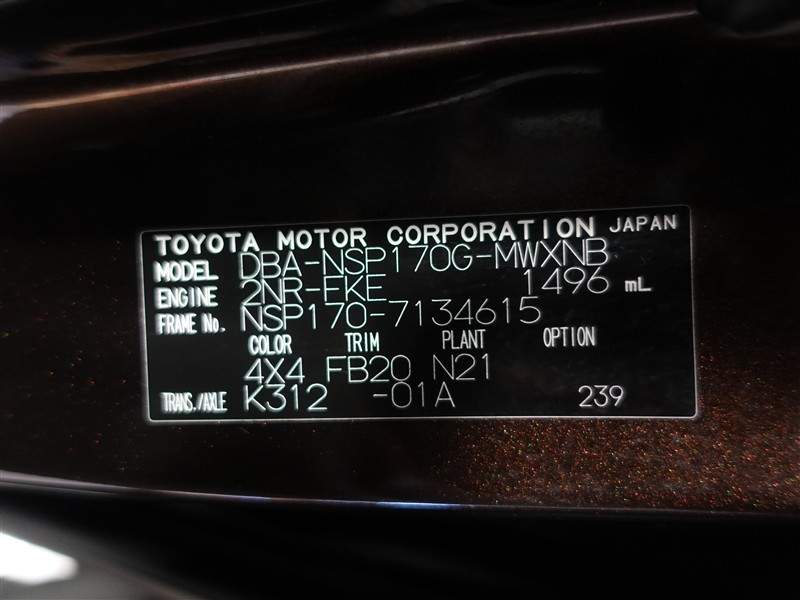 TOYOTA MOTOR CORPORATION JAPAN
MODEL DBA-NSP170G-MWXNB
ENGINE 2NR-FKE 1496 mL
FRAME No. NSP170-7134615
COLOR TRIM PLANT OPTION
4X4 FB20 N21
TRANS./AXLE K312 -01A 239